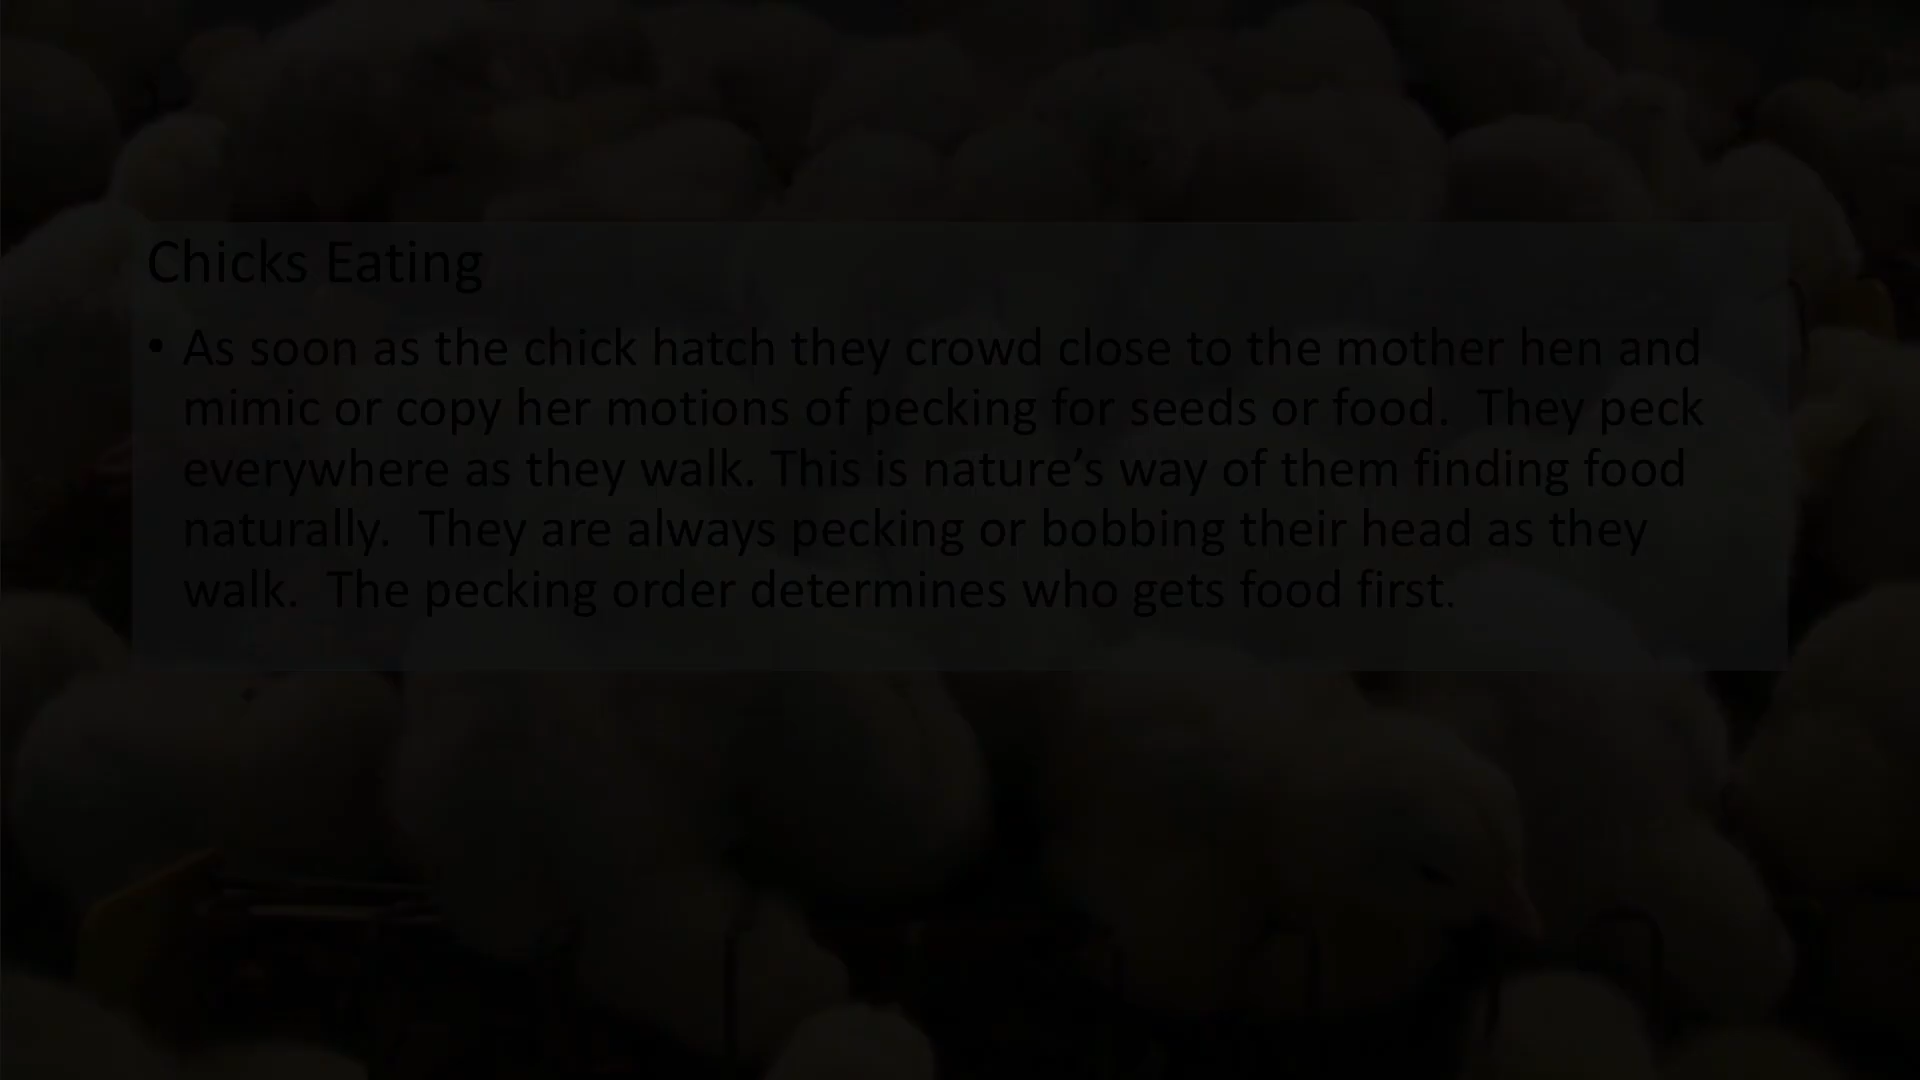 Chicks Eating
• As soon as the chick hatch they crowd close to the mother hen and
mimic or copy her motions of pecking for seeds or food.  They peck
everywhere as they walk. This is nature’s way of them finding food
naturally.  They are always pecking or bobbing their head as they
walk.  The pecking order determines who gets food first.